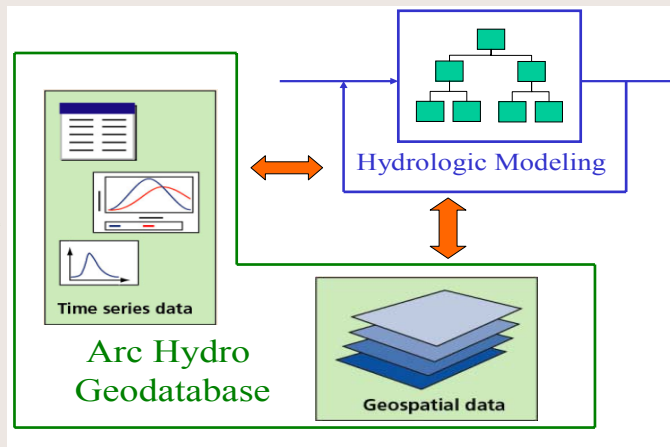 Hydrologic Modeling
Time series data
Arc Hydro
Geodatabase
Geospatial data